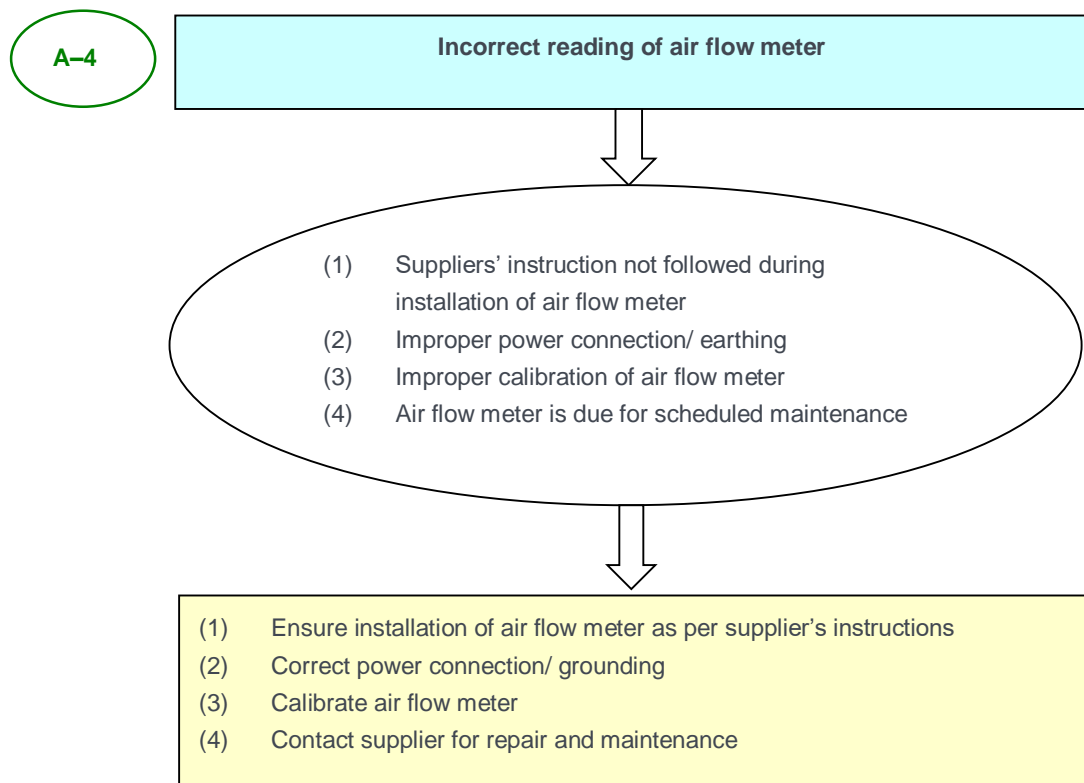 A–4
Incorrect reading of air flow meter
(1) Suppliers’ instruction not followed during
installation of air flow meter
(2) Improper power connection/ earthing
(3) Improper calibration of air flow meter
(4) Air flow meter is due for scheduled maintenance
(1) Ensure installation of air flow meter as per supplier’s instructions
(2) Correct power connection/ grounding
(3) Calibrate air flow meter
(4) Contact supplier for repair and maintenance